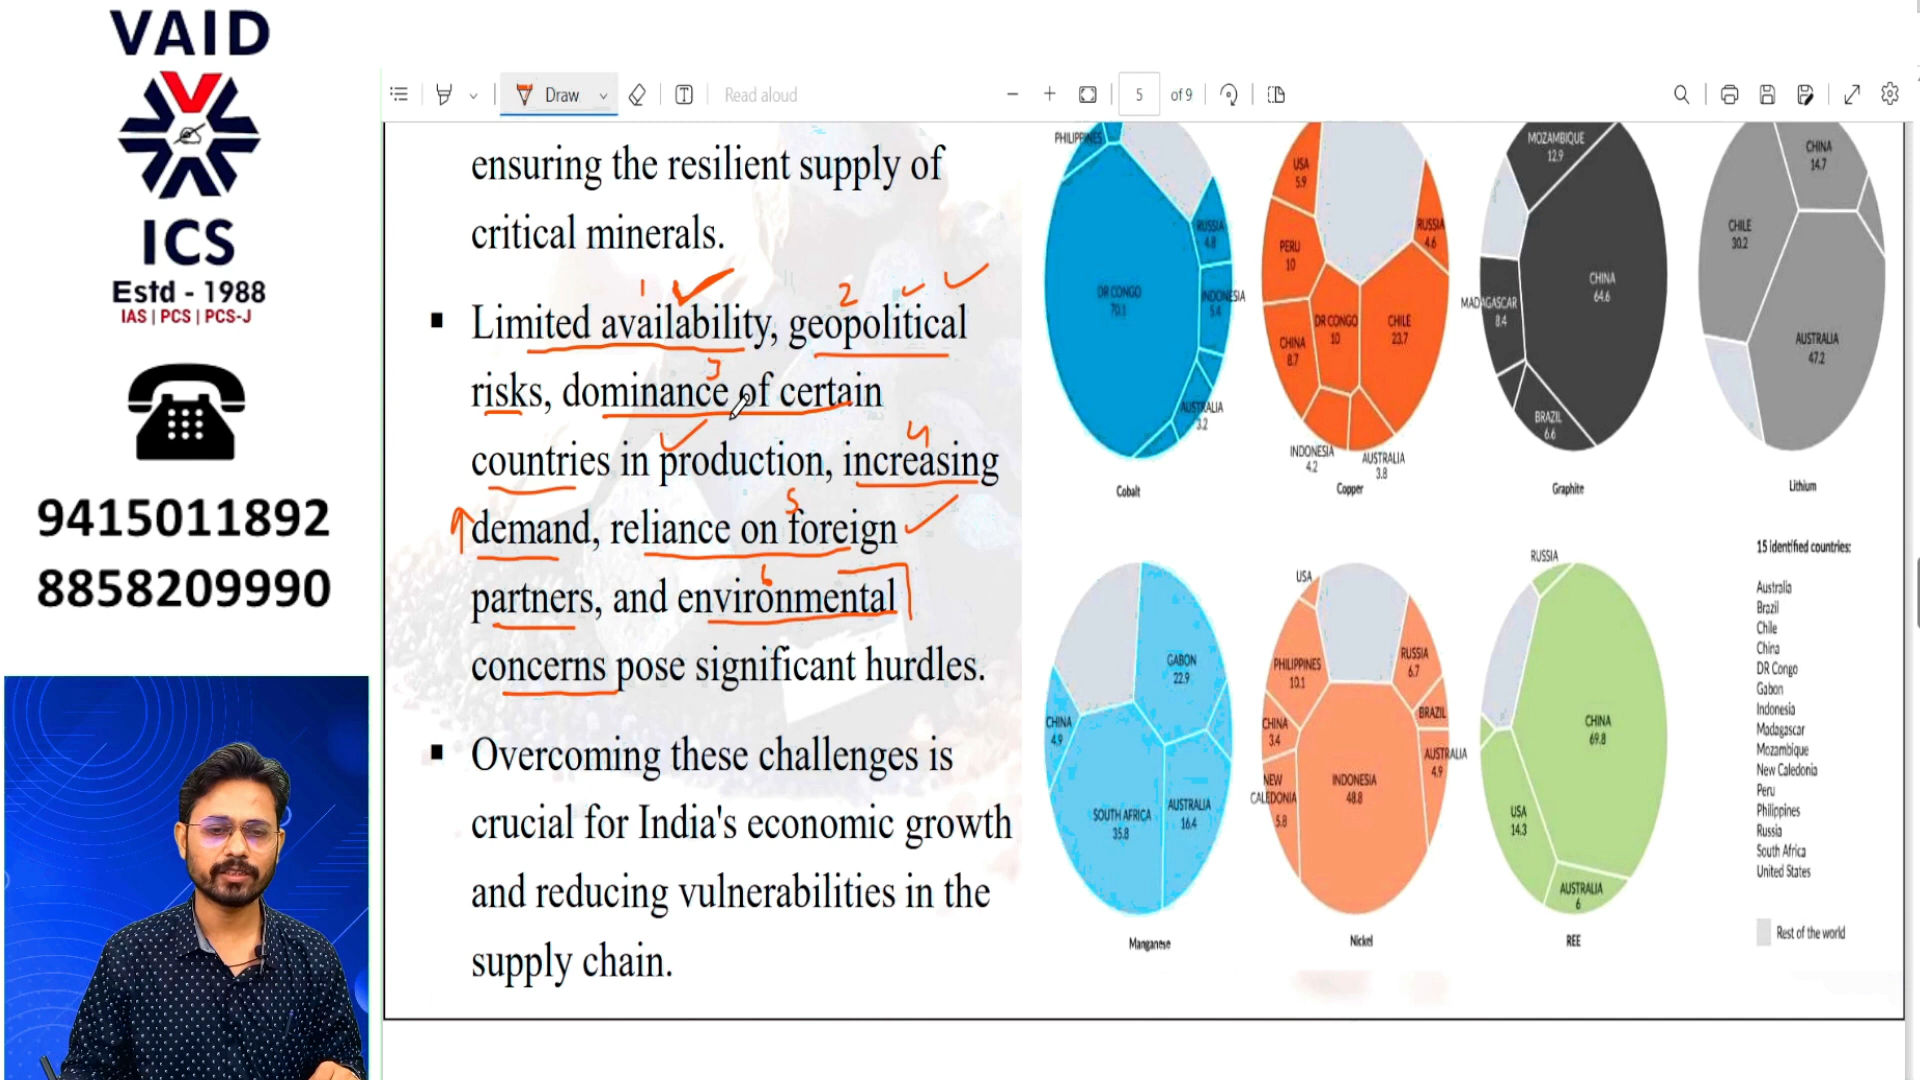 VAID
ICS
Estd - 1988
IAS | PCS | PCS-J
9415011892
8858209990
Draw
Read aloud
5 of 9
ensuring the resilient supply of
critical minerals.
1 2
▪ Limited availability, geopolitical
3
risks, dominance of certain
4
countries in production, increasing
5
demand, reliance on foreign
6
partners, and environmental
concerns pose significant hurdles.
▪ Overcoming these challenges is
crucial for India's economic growth
and reducing vulnerabilities in the
supply chain.
PHILIPPINES
DR CONGO
70.1
RUSSIA
4.8
INDONESIA
5.4
AUSTRALIA
3.2
Cobalt
USA
5.9
PERU
10
CHINA
8.7
DR CONGO
10
CHILE
23.7
RUSSIA
4.6
INDONESIA
4.2
AUSTRALIA
3.8
Copper
MOZAMBIQUE
12.9
CHINA
64.6
MADAGASCAR
8.4
BRAZIL
6.6
Graphite
CHINA
14.7
CHILE
30.2
AUSTRALIA
47.2
Lithium
GABON
22.9
CHINA
4.9
SOUTH AFRICA
35.8
AUSTRALIA
16.4
Manganese
USA
PHILIPPINES
10.1
RUSSIA
6.7
CHINA
3.4
BRAZIL
AUSTRALIA
4.9
NEW
CALEDONIA
5.8
INDONESIA
48.8
Nickel
RUSSIA
CHINA
69.8
USA
14.3
AUSTRALIA
6
REE
15 identified countries:
Australia
Brazil
Chile
China
DR Congo
Gabon
Indonesia
Madagascar
Mozambique
New Caledonia
Peru
Philippines
Russia
South Africa
United States
Rest of the world